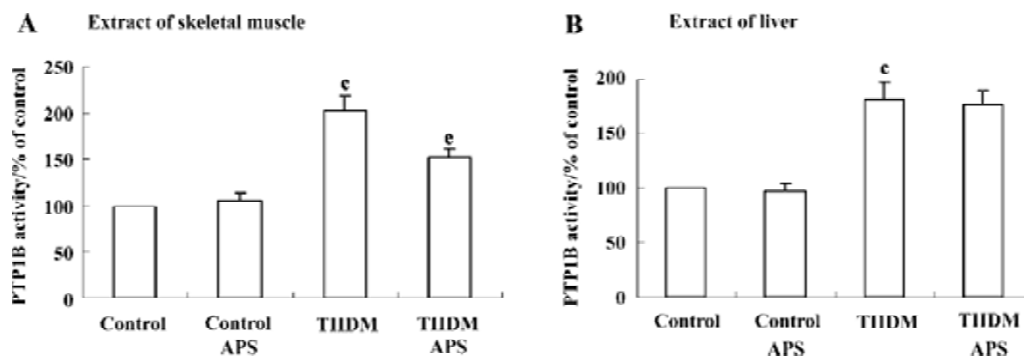 A Extract of skeletal muscle
PTP1B activity/% of control
250
200
150
100
50
0
c
e
Control
Control
APS
TIIDM
TIIDM
APS
B Extract of liver
PTP1B activity/% of control
200
150
100
50
0
c
Control
Control
APS
TIIDM
TIIDM
APS